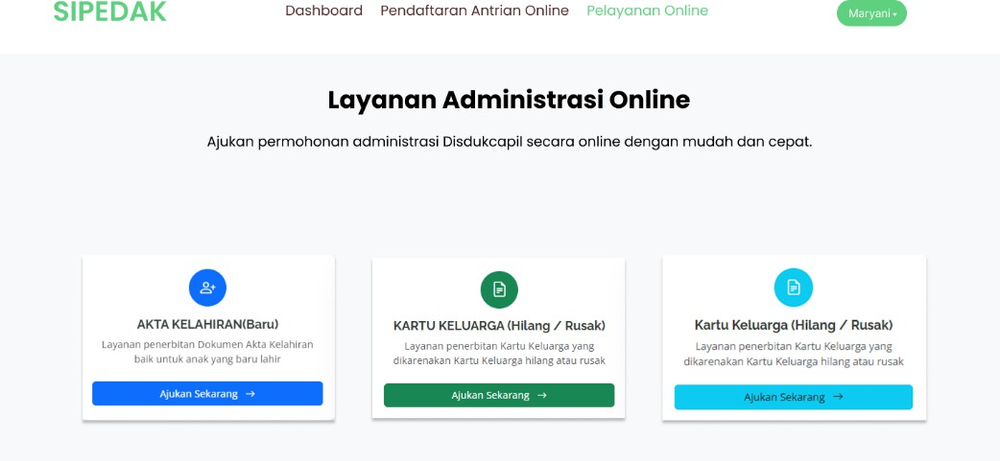 SIPEDAK
Dashboard Pendaftaran Antrian Online Pelayanan Online
Maryani
Layanan Administrasi Online
Ajukan permohonan administrasi Disdukcapil secara online dengan mudah dan cepat.
AKTA KELAHIRAN(Baru)
Layanan penerbitan Dokumen Akta Kelahiran
baik untuk anak yang baru lahir
Ajukan Sekarang →
KARTU KELUARGA (Hilang / Rusak)
Layanan penerbitan Kartu Keluarga yang
dikarenakan Kartu Keluarga hilang atau rusak
Ajukan Sekarang →
Kartu Keluarga (Hilang / Rusak)
Layanan penerbitan Kartu Keluarga yang
dikarenakan Kartu Keluarga hilang atau rusak
Ajukan Sekarang →